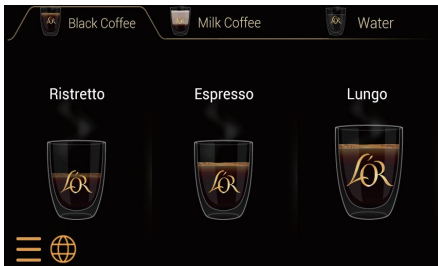 Black Coffee
Milk Coffee
Water
Ristretto
Espresso
Lungo
L'OR
L'OR
L'OR